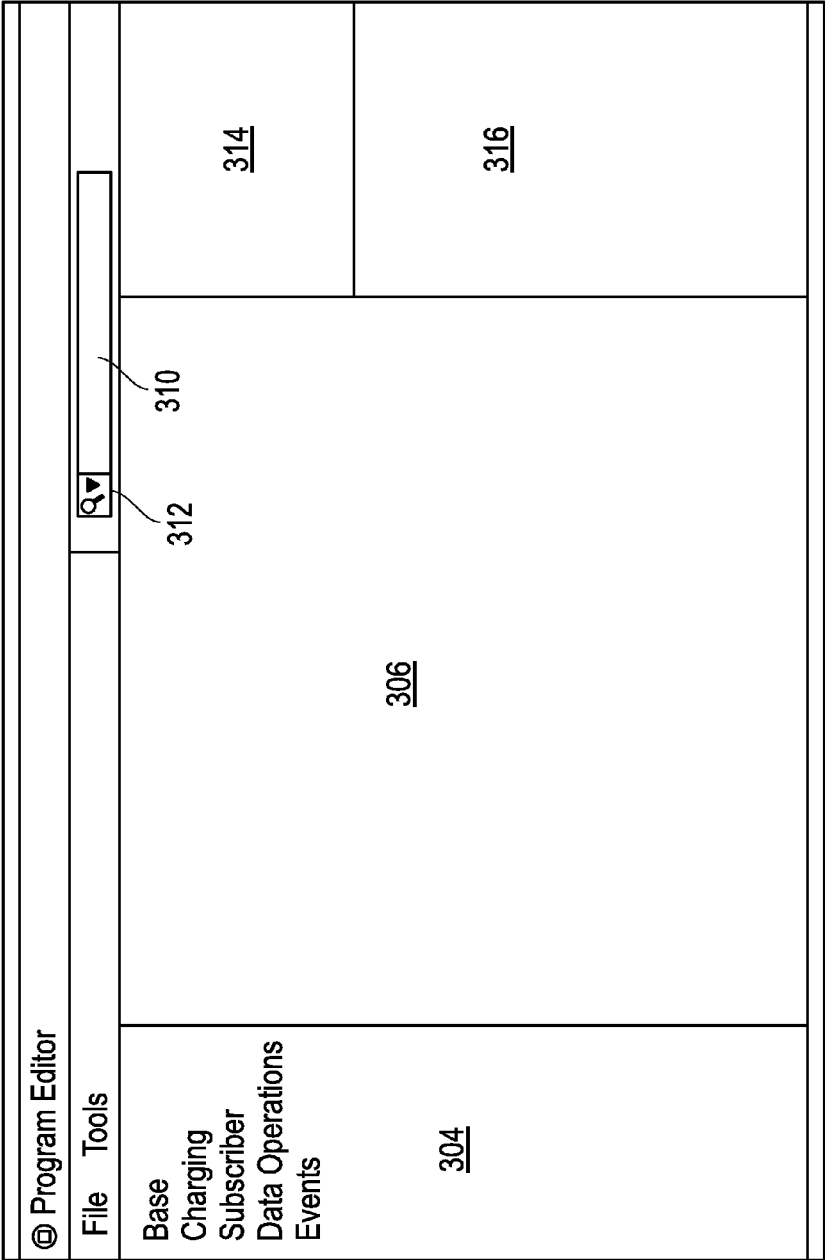 Program Editor
File Tools
310
312
Base
Charging
Subscriber
Data Operations
Events
304
306
314
316